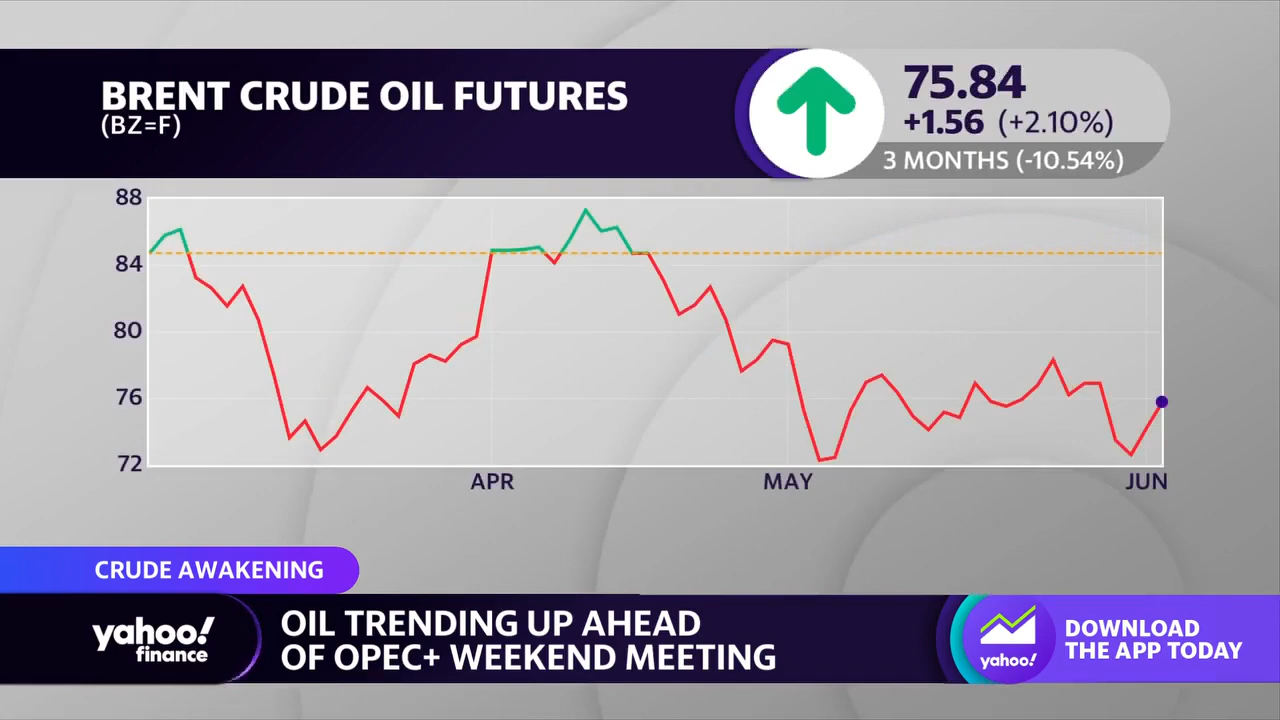 BRENT CRUDE OIL FUTURES
(BZ=F)
75.84
+1.56 (+2.10%)
3 MONTHS (-10.54%)
88
84
80
76
72
APR MAY JUN
CRUDE AWAKENING
yahoo!
finance
OIL TRENDING UP AHEAD
OF OPEC+ WEEKEND MEETING
yahoo!
DOWNLOAD
THE APP TODAY